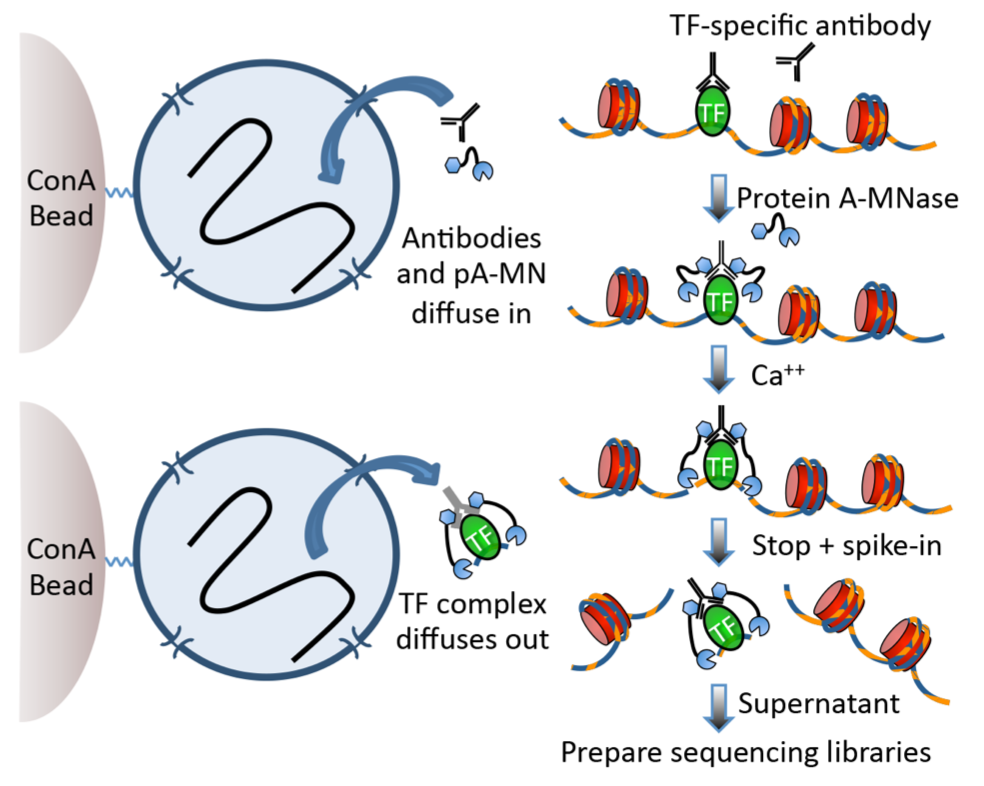 ConA
Bead
Antibodies
and pA-MN
diffuse in
ConA
Bead
TF complex
diffuses out
TF
TF-specific antibody
TF
Protein A-MNase
TF
Ca++
TF
Stop + spike-in
TF
Supernatant
Prepare sequencing libraries